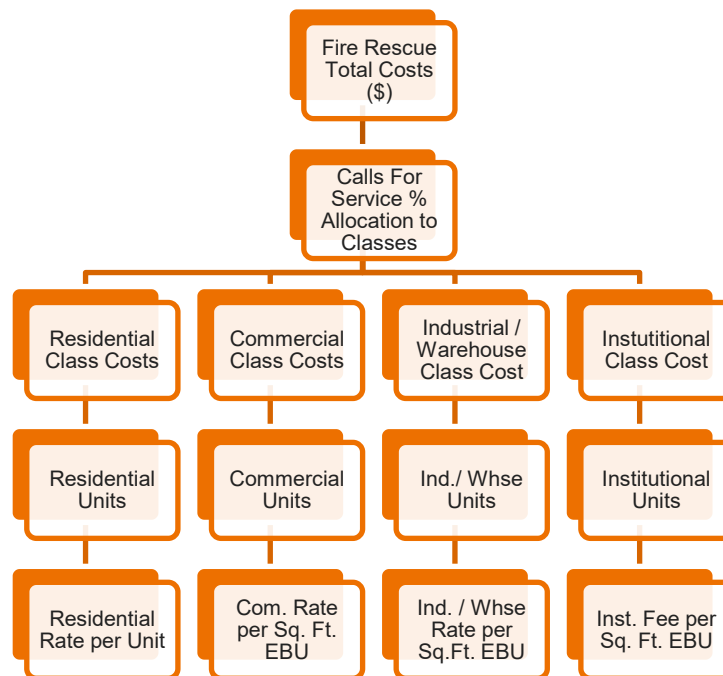 Fire Rescue
Total Costs
($)
Calls For
Service %
Allocation to
Classes
Residential
Class Costs
Commercial
Class Costs
Industrial /
Warehouse
Class Cost
Instutitional
Class Cost
Residential
Units
Commercial
Units
Ind./ Whse
Units
Institutional
Units
Residential
Rate per Unit
Com. Rate
per Sq. Ft.
EBU
Ind. / Whse
Rate per
Sq.Ft. EBU
Inst. Fee per
Sq. Ft. EBU